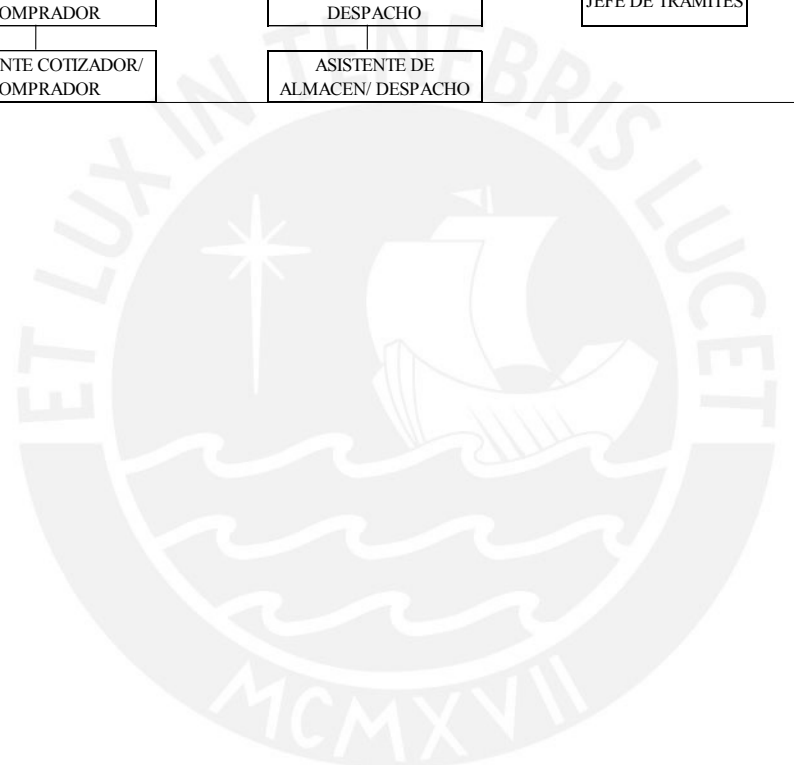 OMPRADOR
NTE COTIZADOR/
OMPRADOR
DESPACHO
ASISTENTE DE
ALMACEN/ DESPACHO
JEFE DE TRAMITES
ET LUX IN TENEBRIS LUCET
MCMXVII